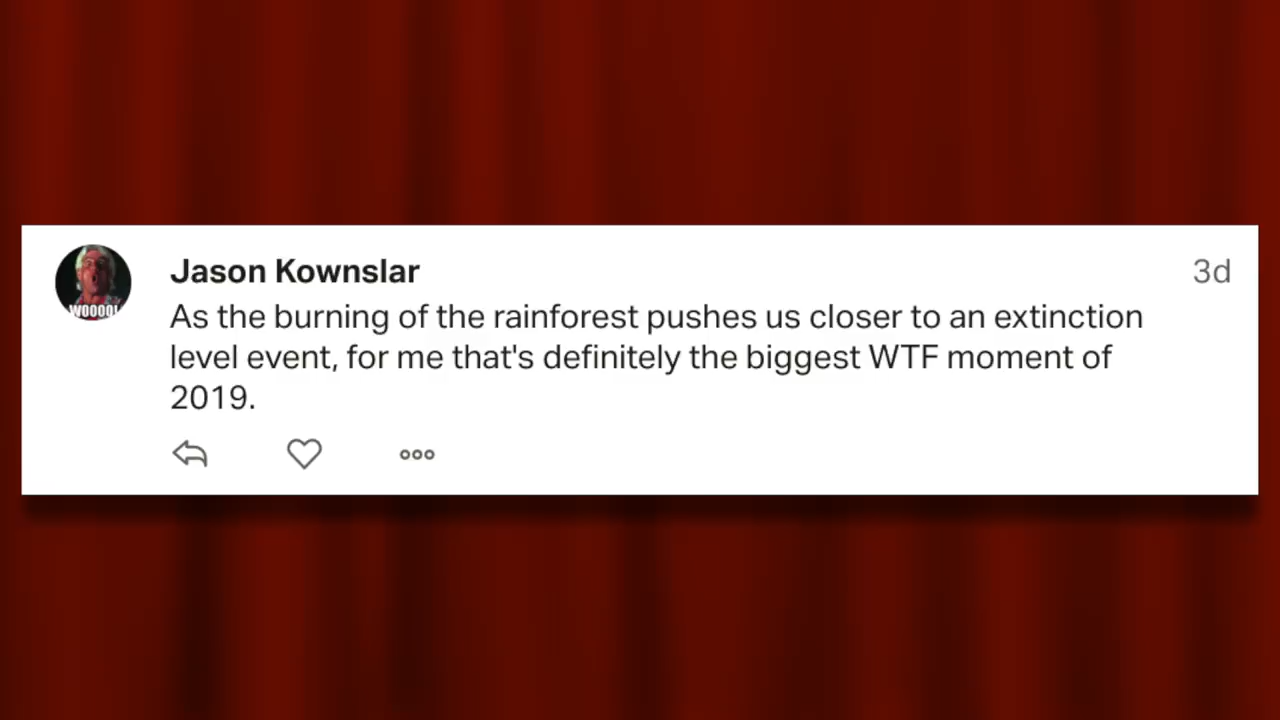 Jason Kownslar
3d
As the burning of the rainforest pushes us closer to an extinction
level event, for me that's definitely the biggest WTF moment of
2019.
WOOOO!